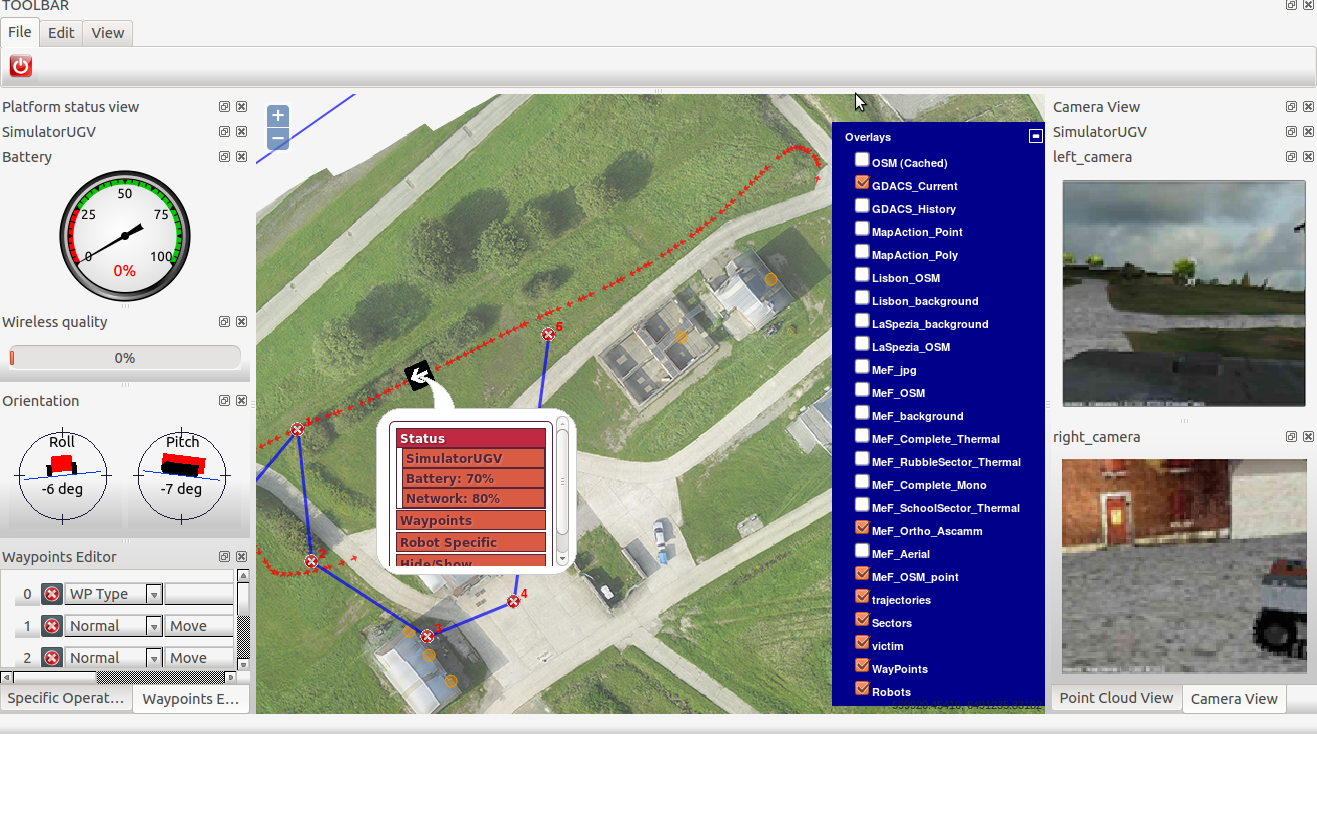 TOOLBAR
File Edit View
Platform status view
SimulatorUGV
Battery
0 25 50 75 100
0%
Wireless quality
0%
Orientation
Roll
-6 deg
Pitch
-7 deg
Waypoints Editor
0 WP Type
1 Normal Move
2 Normal Move
Specific Operat... Waypoints E...
+
−
6
2
4
Status
SimulatorUGV
Battery: 70%
Network: 80%
Waypoints
Robot Specific
Hide/Show
Overlays
OSM (Cached)
GDACS_Current
GDACS_History
MapAction_Point
MapAction_Poly
Lisbon_OSM
Lisbon_background
LaSpezia_background
LaSpezia_OSM
MeF_jpg
MeF_OSM
MeF_background
MeF_Complete_Thermal
MeF_RubbleSector_Thermal
MeF_Complete_Mono
MeF_SchoolSector_Thermal
MeF_Ortho_Ascamm
MeF_Aerial
MeF_OSM_point
trajectories
Sectors
victim
WayPoints
Robots
Camera View
SimulatorUGV
left_camera
right_camera
Point Cloud View Camera View